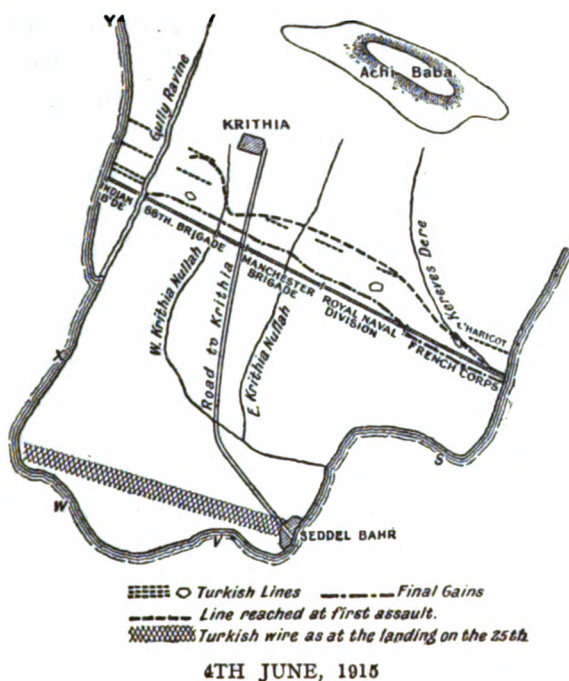 Y
Achi Baba
Gully Ravine
KRITHIA
INDIAN
B'DE
88TH. BRIGADE
MANCHESTER
BRIGADE
ROYAL NAVAL
DIVISION
FRENCH CORPS
HARICOT
Kereves Dere
W. Krithia Nullah
Road to Krithia
E. Krithia Nullah
X
S
W
V
SEDDEL BAHR
Turkish Lines
Final Gains
Line reached at first assault.
Turkish wire as at the landing on the 25th
4TH JUNE, 1915